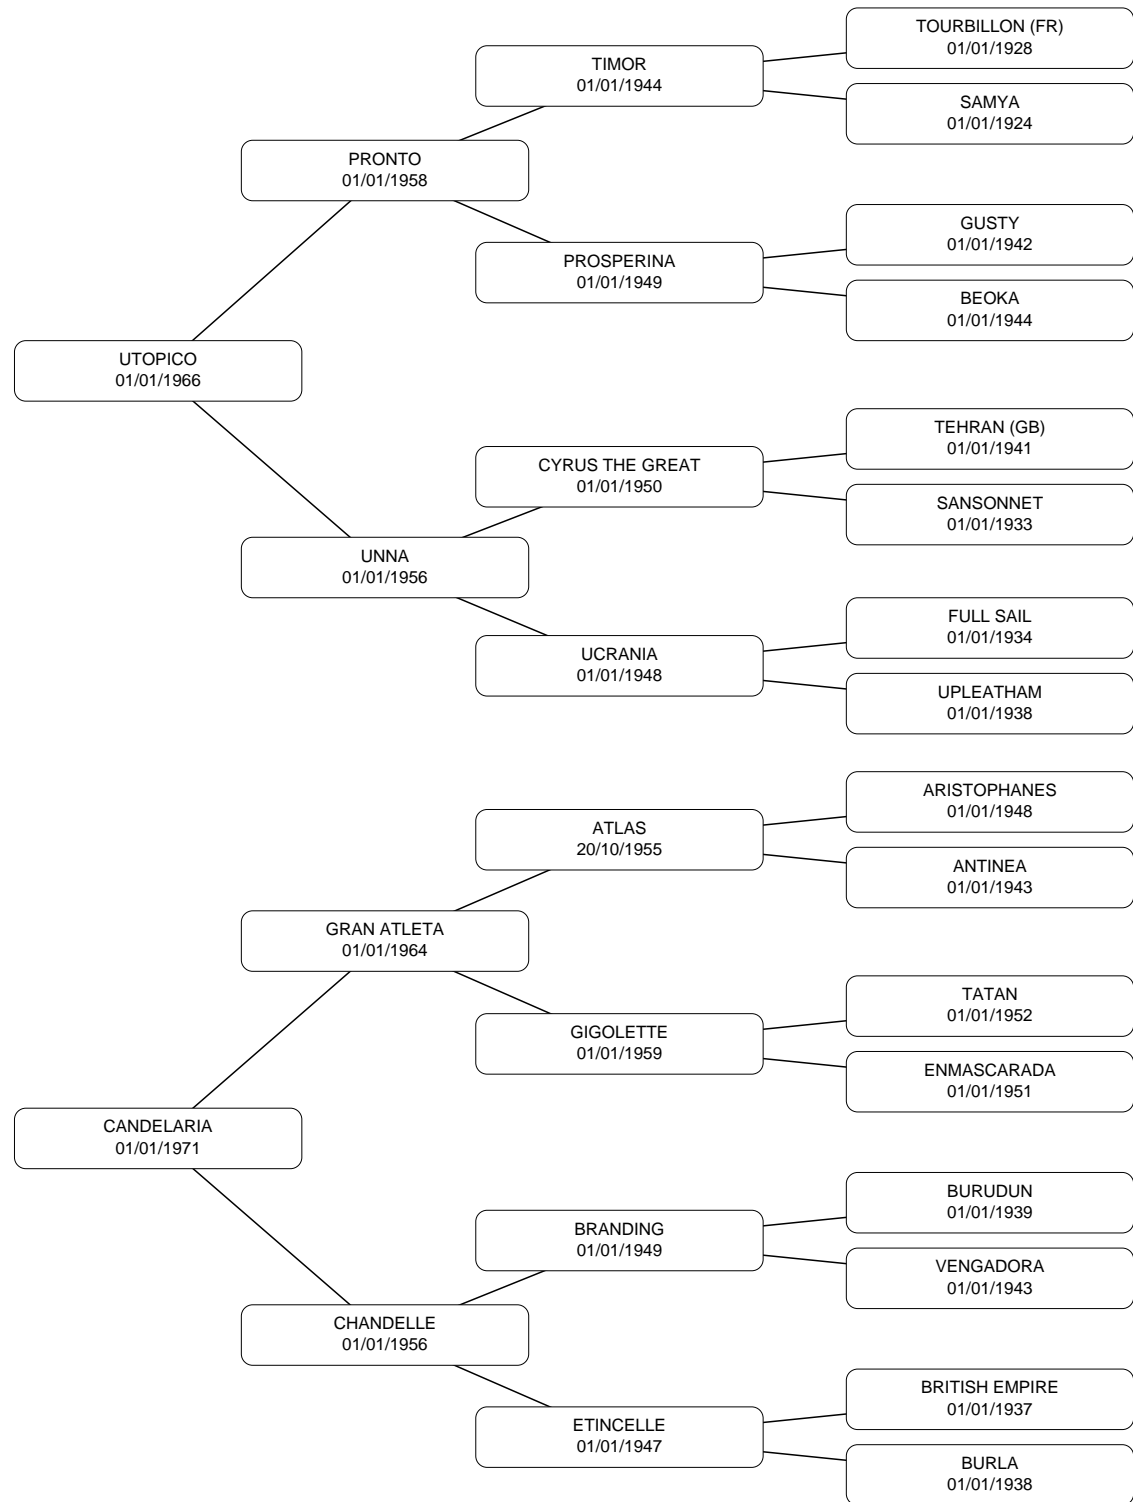 TOURBILLON (FR)
01/01/1928
TIMOR
01/01/1944
SAMYA
01/01/1924
PRONTO
01/01/1958
GUSTY
01/01/1942
PROSPERINA
01/01/1949
BEOKA
01/01/1944
UTOPICO
01/01/1966
TEHRAN (GB)
01/01/1941
CYRUS THE GREAT
01/01/1950
SANSONNET
01/01/1933
UNNA
01/01/1956
FULL SAIL
01/01/1934
UCRANIA
01/01/1948
UPLEATHAM
01/01/1938
ARISTOPHANES
01/01/1948
ATLAS
20/10/1955
ANTINEA
01/01/1943
GRAN ATLETA
01/01/1964
TATAN
01/01/1952
GIGOLETTE
01/01/1959
ENMASCARADA
01/01/1951
CANDELARIA
01/01/1971
BURUDUN
01/01/1939
BRANDING
01/01/1949
VENGADORA
01/01/1943
CHANDELLE
01/01/1956
BRITISH EMPIRE
01/01/1937
ETINCELLE
01/01/1947
BURLA
01/01/1938